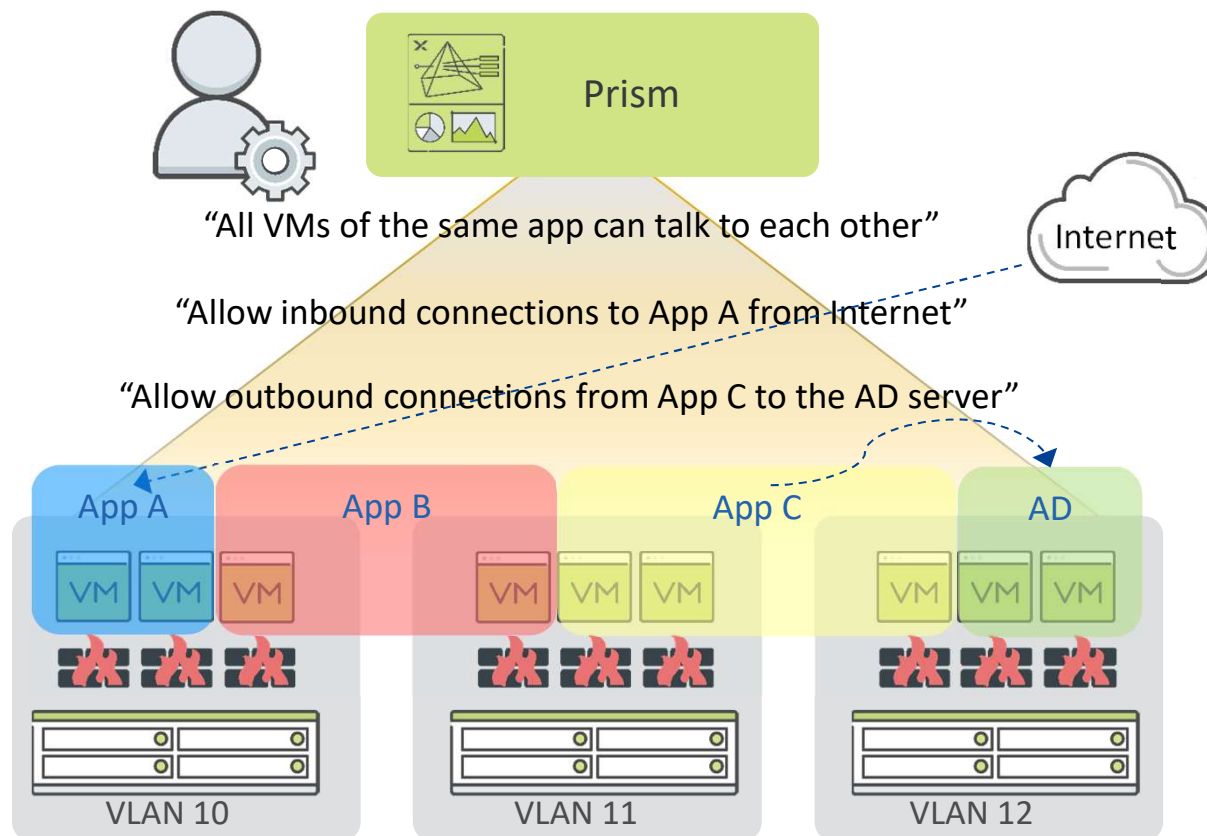 Prism
“All VMs of the same app can talk to each other”
Internet
“Allow inbound connections to App A from Internet”
“Allow outbound connections from App C to the AD server”
App A
App B
App C
AD
VM
VM
VM
VM
VM
VM
VM
VM
VM
VLAN 10
VLAN 11
VLAN 12